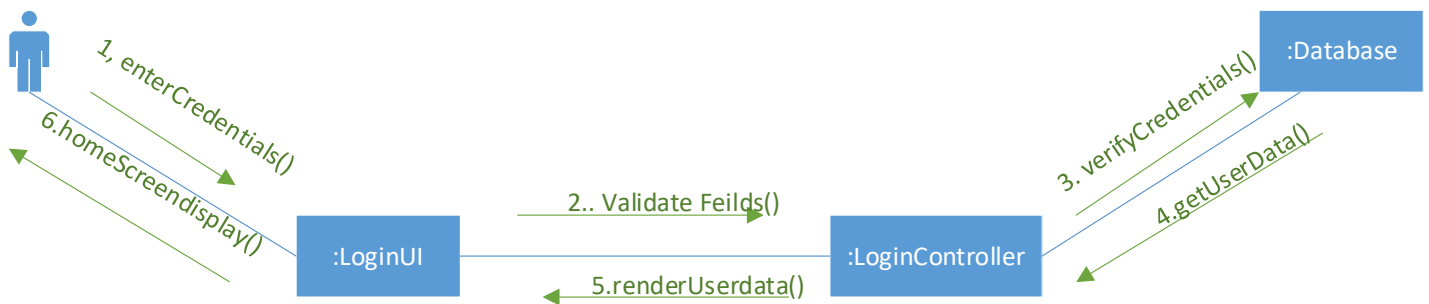 1, enterCredentials()
6.homeScreendisplay()
:LoginUI
2.. Validate Feilds()
5.renderUserdata()
:LoginController
3. verifyCredentials()
4.getUserData()
:Database